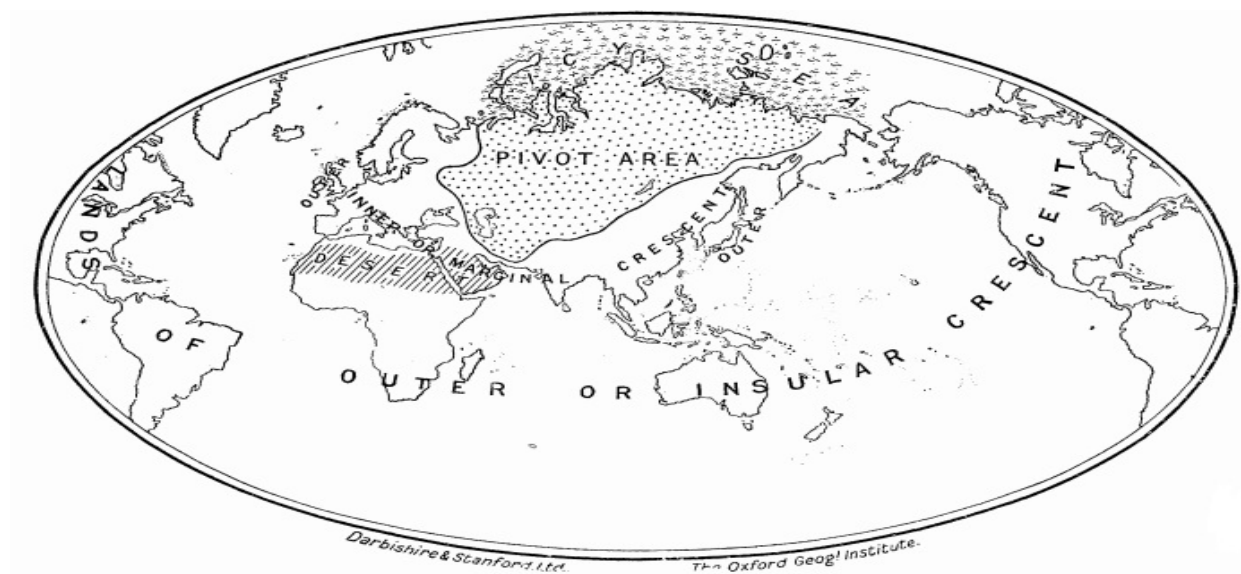 ICY SEA
PIVOT AREA
OUTER
INNER OR MARGINAL CRESCENT
OUTER
DESERT
LANDS OF OUTER OR INSULAR CRESCENT
Darbishire & Stanford. Ltd.
The Oxford Geog! Institute.